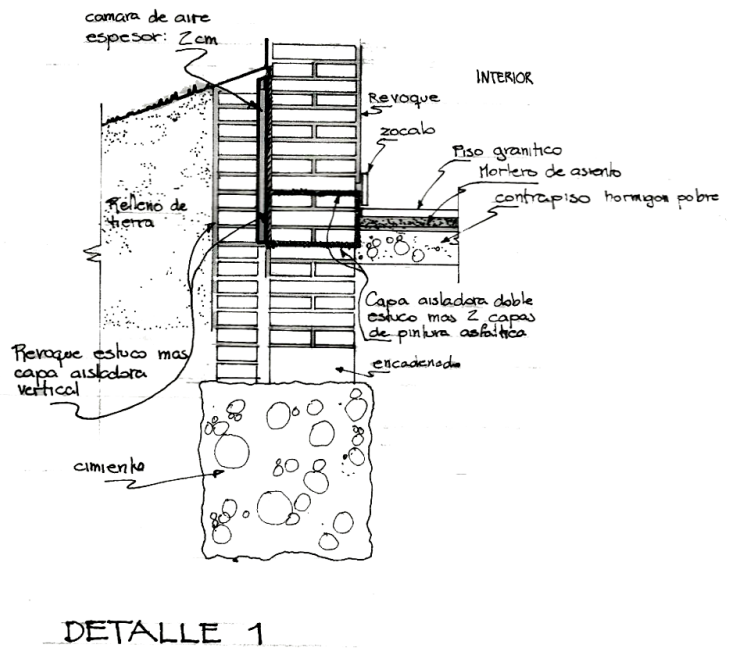 camara de aire
espesor: 2cm
INTERIOR
Revoque
zocalo
Piso granitico
Mortero de asiento
contrapiso hormigon pobre
Relleno de
tierra
Capa aisladora doble
estuco mas 2 capas
de pintura asfaltica
Revoque estuco mas
capa aisladora
vertical
encadenado
cimiento
DETALLE 1